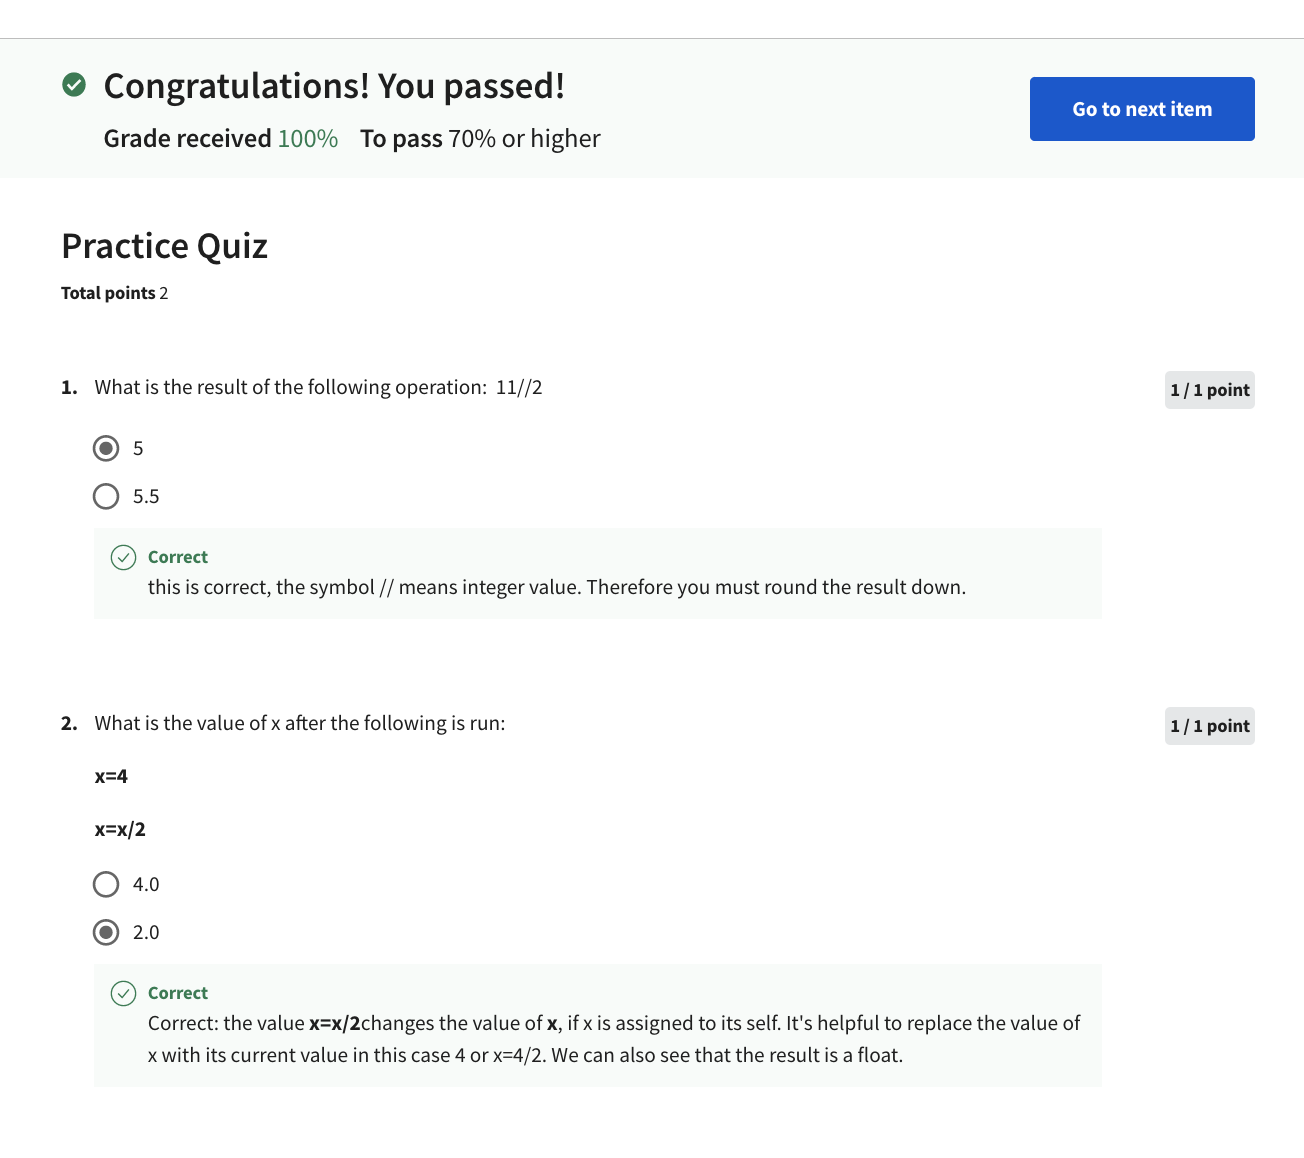 Congratulations! You passed!
Go to next item
Grade received 100% To pass 70% or higher
Practice Quiz
Total points 2
1. What is the result of the following operation: 11//2
1 / 1 point
5
5.5
Correct
this is correct, the symbol // means integer value. Therefore you must round the result down.
2. What is the value of x after the following is run:
1 / 1 point
x=4
x=x/2
4.0
2.0
Correct
Correct: the value x=x/2changes the value of x, if x is assigned to its self. It's helpful to replace the value of
x with its current value in this case 4 or x=4/2. We can also see that the result is a float.